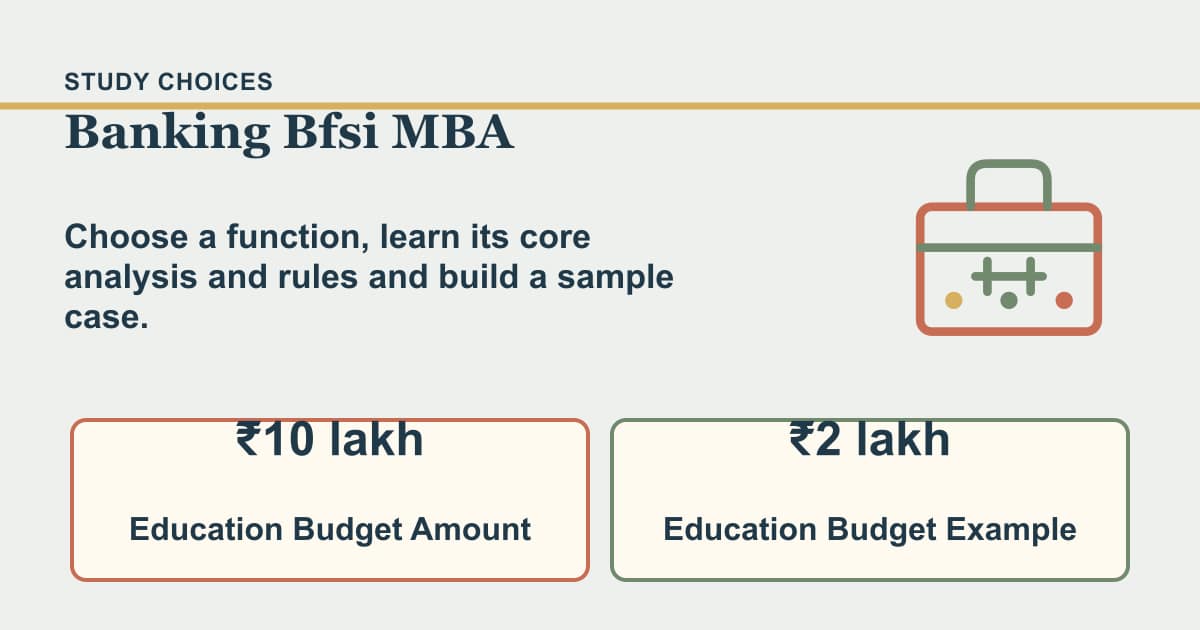 STUDY CHOICES
Banking Bfsi MBA
Choose a function, learn its core
analysis and rules and build a sample
case.
₹10 lakh
Education Budget Amount
₹2 lakh
Education Budget Example